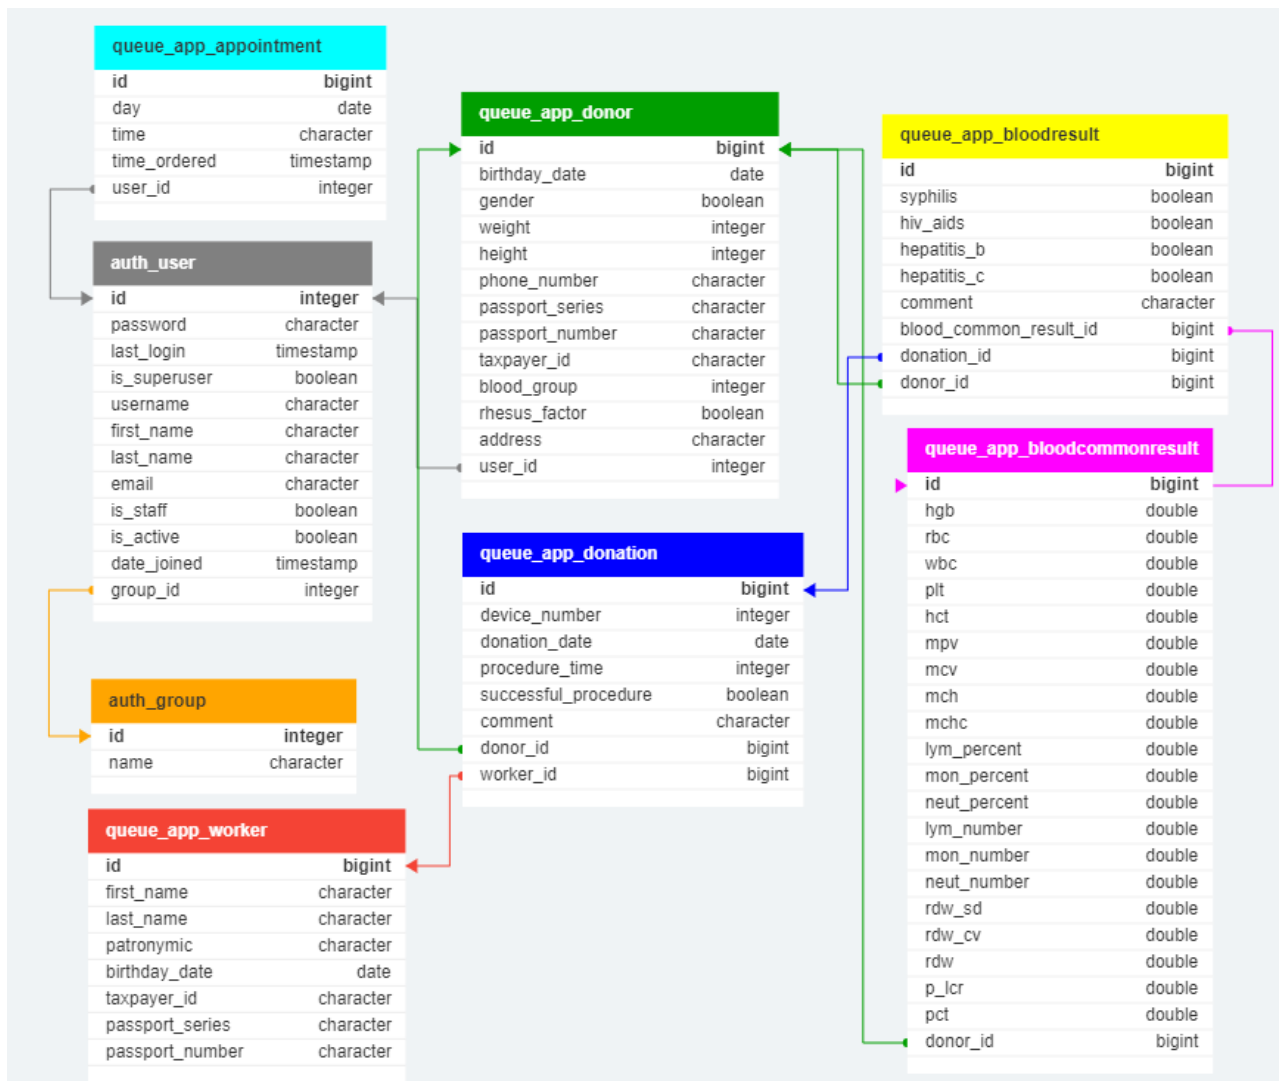 queue_app_appointment
id bigint
day date
time character
time_ordered timestamp
user_id integer
auth_user
id integer
password character
last_login timestamp
is_superuser boolean
username character
first_name character
last_name character
email character
is_staff boolean
is_active boolean
date_joined timestamp
group_id integer
auth_group
id integer
name character
queue_app_worker
id bigint
first_name character
last_name character
patronymic character
birthday_date date
taxpayer_id character
passport_series character
passport_number character
queue_app_donor
id bigint
birthday_date date
gender boolean
weight integer
height integer
phone_number character
passport_series character
passport_number character
taxpayer_id character
blood_group integer
rhesus_factor boolean
address character
user_id integer
queue_app_donation
id bigint
device_number integer
donation_date date
procedure_time integer
successful_procedure boolean
comment character
donor_id bigint
worker_id bigint
queue_app_bloodresult
id bigint
syphilis boolean
hiv_aids boolean
hepatitis_b boolean
hepatitis_c boolean
comment character
blood_common_result_id bigint
donation_id bigint
donor_id bigint
queue_app_bloodcommonresult
id bigint
hgb double
rbc double
wbc double
plt double
hct double
mpv double
mcv double
mch double
mchc double
lym_percent double
mon_percent double
neut_percent double
lym_number double
mon_number double
neut_number double
rdw_sd double
rdw_cv double
rdw double
p_lcr double
pct double
donor_id bigint